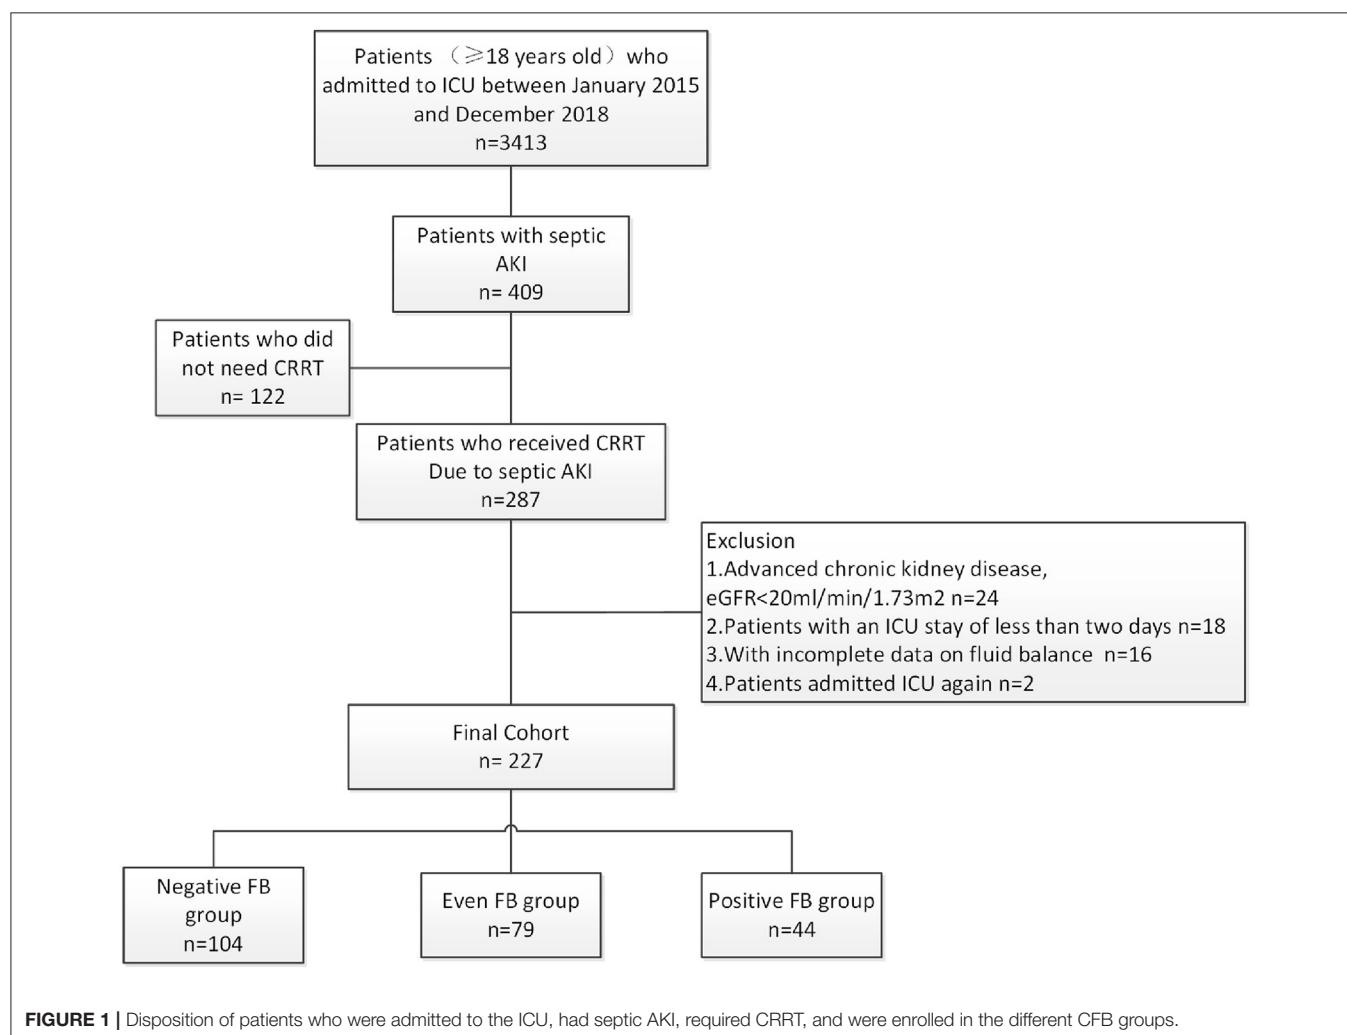 Patients （≥18 years old）who
admitted to ICU between January 2015
and December 2018
n=3413
Patients with septic
AKI
n= 409
Patients who did
not need CRRT
n= 122
Patients who received CRRT
Due to septic AKI
n=287
Exclusion
1.Advanced chronic kidney disease,
eGFR<20ml/min/1.73m2 n=24
2.Patients with an ICU stay of less than two days n=18
3.With incomplete data on fluid balance  n=16
4.Patients admitted ICU again n=2
Final Cohort
n= 227
Negative FB
group
n=104
Even FB group
n=79
Positive FB group
n=44
FIGURE 1 | Disposition of patients who were admitted to the ICU, had septic AKI, required CRRT, and were enrolled in the different CFB groups.